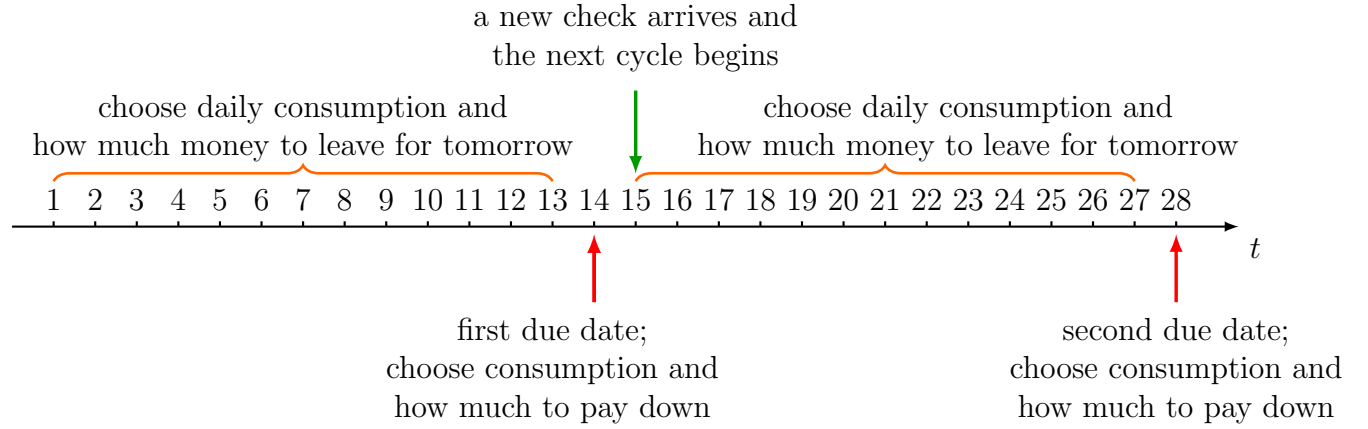 a new check arrives and
the next cycle begins
choose daily consumption and
how much money to leave for tomorrow
choose daily consumption and
how much money to leave for tomorrow
1 2 3 4 5 6 7 8 9 10 11 12 13 14 15 16 17 18 19 20 21 22 23 24 25 26 27 28
t
first due date;
choose consumption and
how much to pay down
second due date;
choose consumption and
how much to pay down